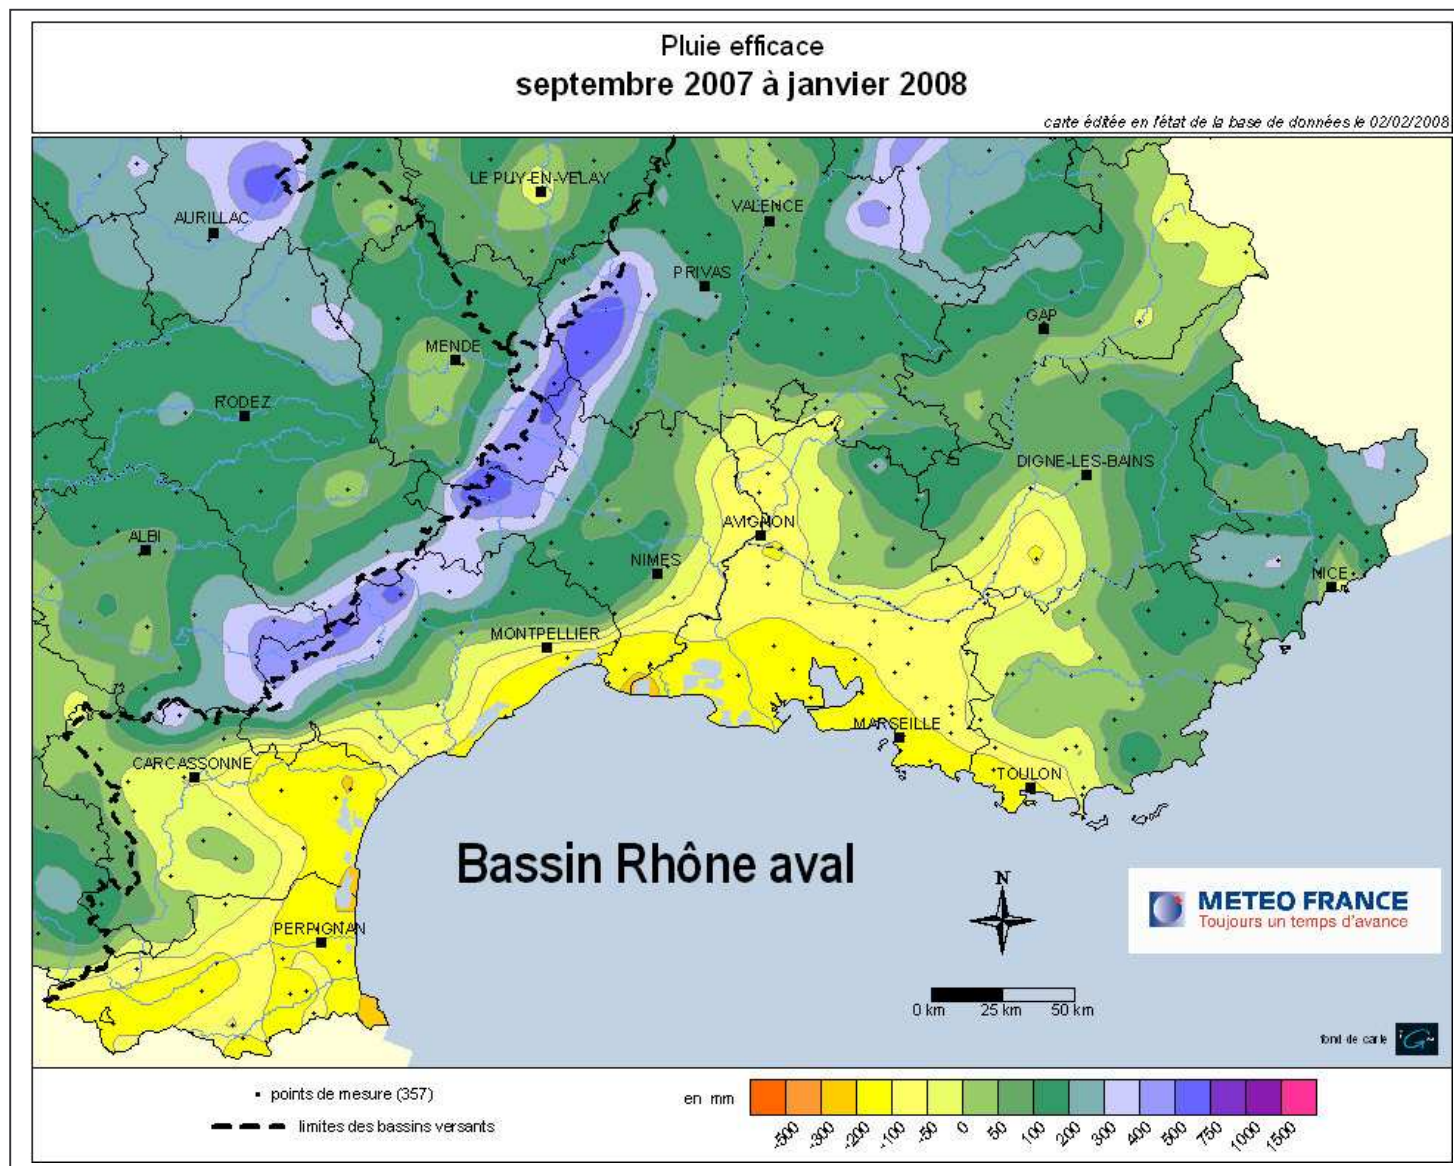 Pluie efficace
septembre 2007 à janvier 2008
carte éditée en l'état de la base de données le 02/02/2008
LE PUY-EN-VELAY
AURILLAC
VALENCE
PRIVAS
GAP
MENDE
RODEZ
DIGNE-LES-BAINS
AVIGNON
ALBI
NIMES
NICE
MONTPELLIER
MARSEILLE
CARCASSONNE
TOULON
Bassin Rhône aval
N
METEO FRANCE
Toujours un temps d'avance
PERPIGNAN
0 km 25 km 50 km
fond de carte
points de mesure (357)
limites des bassins versants
en mm
-500 -300 -200 -100 -50 0 50 100 200 300 400 500 750 1000 1500